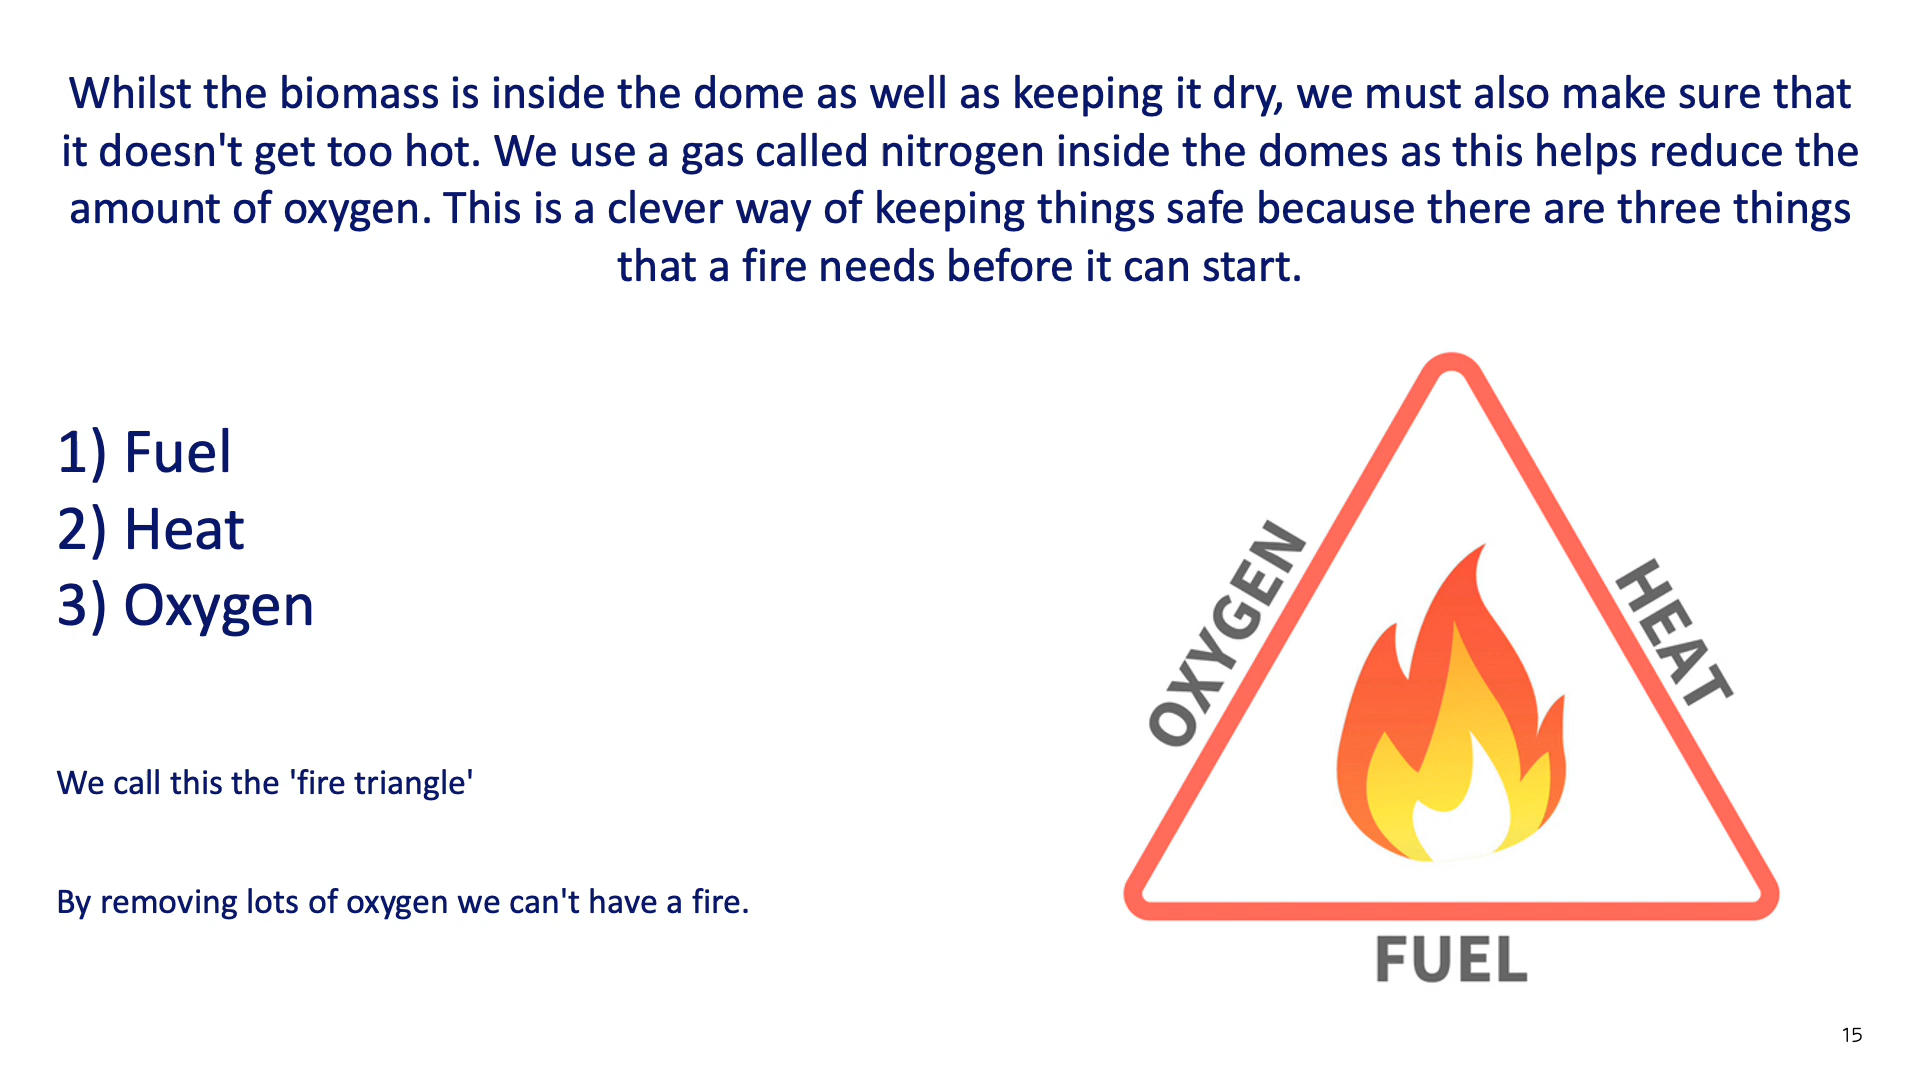 Whilst the biomass is inside the dome as well as keeping it dry, we must also make sure that
it doesn't get too hot. We use a gas called nitrogen inside the domes as this helps reduce the
amount of oxygen. This is a clever way of keeping things safe because there are three things
that a fire needs before it can start.
1) Fuel
2) Heat
3) Oxygen
We call this the 'fire triangle'
By removing lots of oxygen we can't have a fire.
OXYGEN
HEAT
FUEL
15